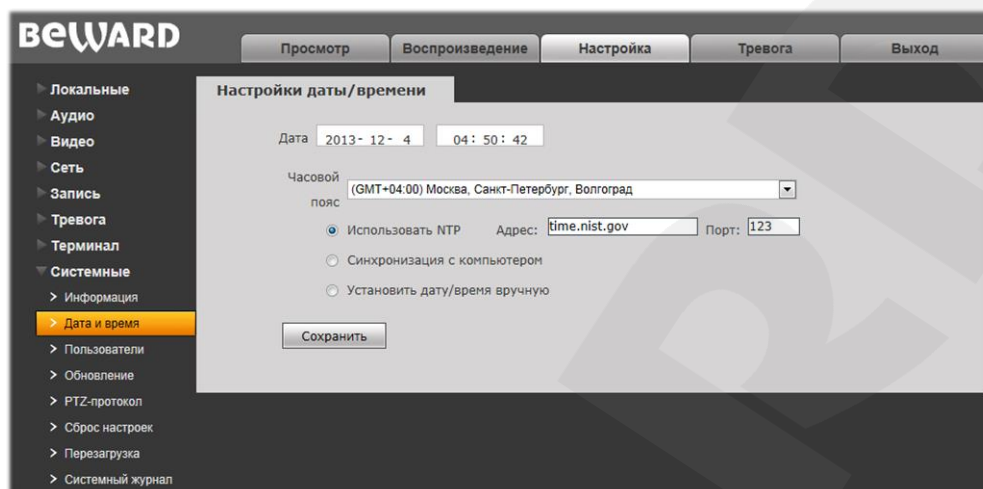 BEWARD
Просмотр Воспроизведение Настройка Тревога Выход
Локальные
Аудио
Видео
Сеть
Запись
Тревога
Терминал
Системные
> Информация
> Дата и время
> Пользователи
> Обновление
> PTZ-протокол
> Сброс настроек
> Перезагрузка
> Системный журнал
Настройки даты/времени
Дата 2013- 12- 4 04: 50: 42
Часовой
пояс (GMT+04:00) Москва, Санкт-Петербург, Волгоград
Использовать NTP Адрес: time.nist.gov Порт: 123
Синхронизация с компьютером
Установить дату/время вручную
Сохранить